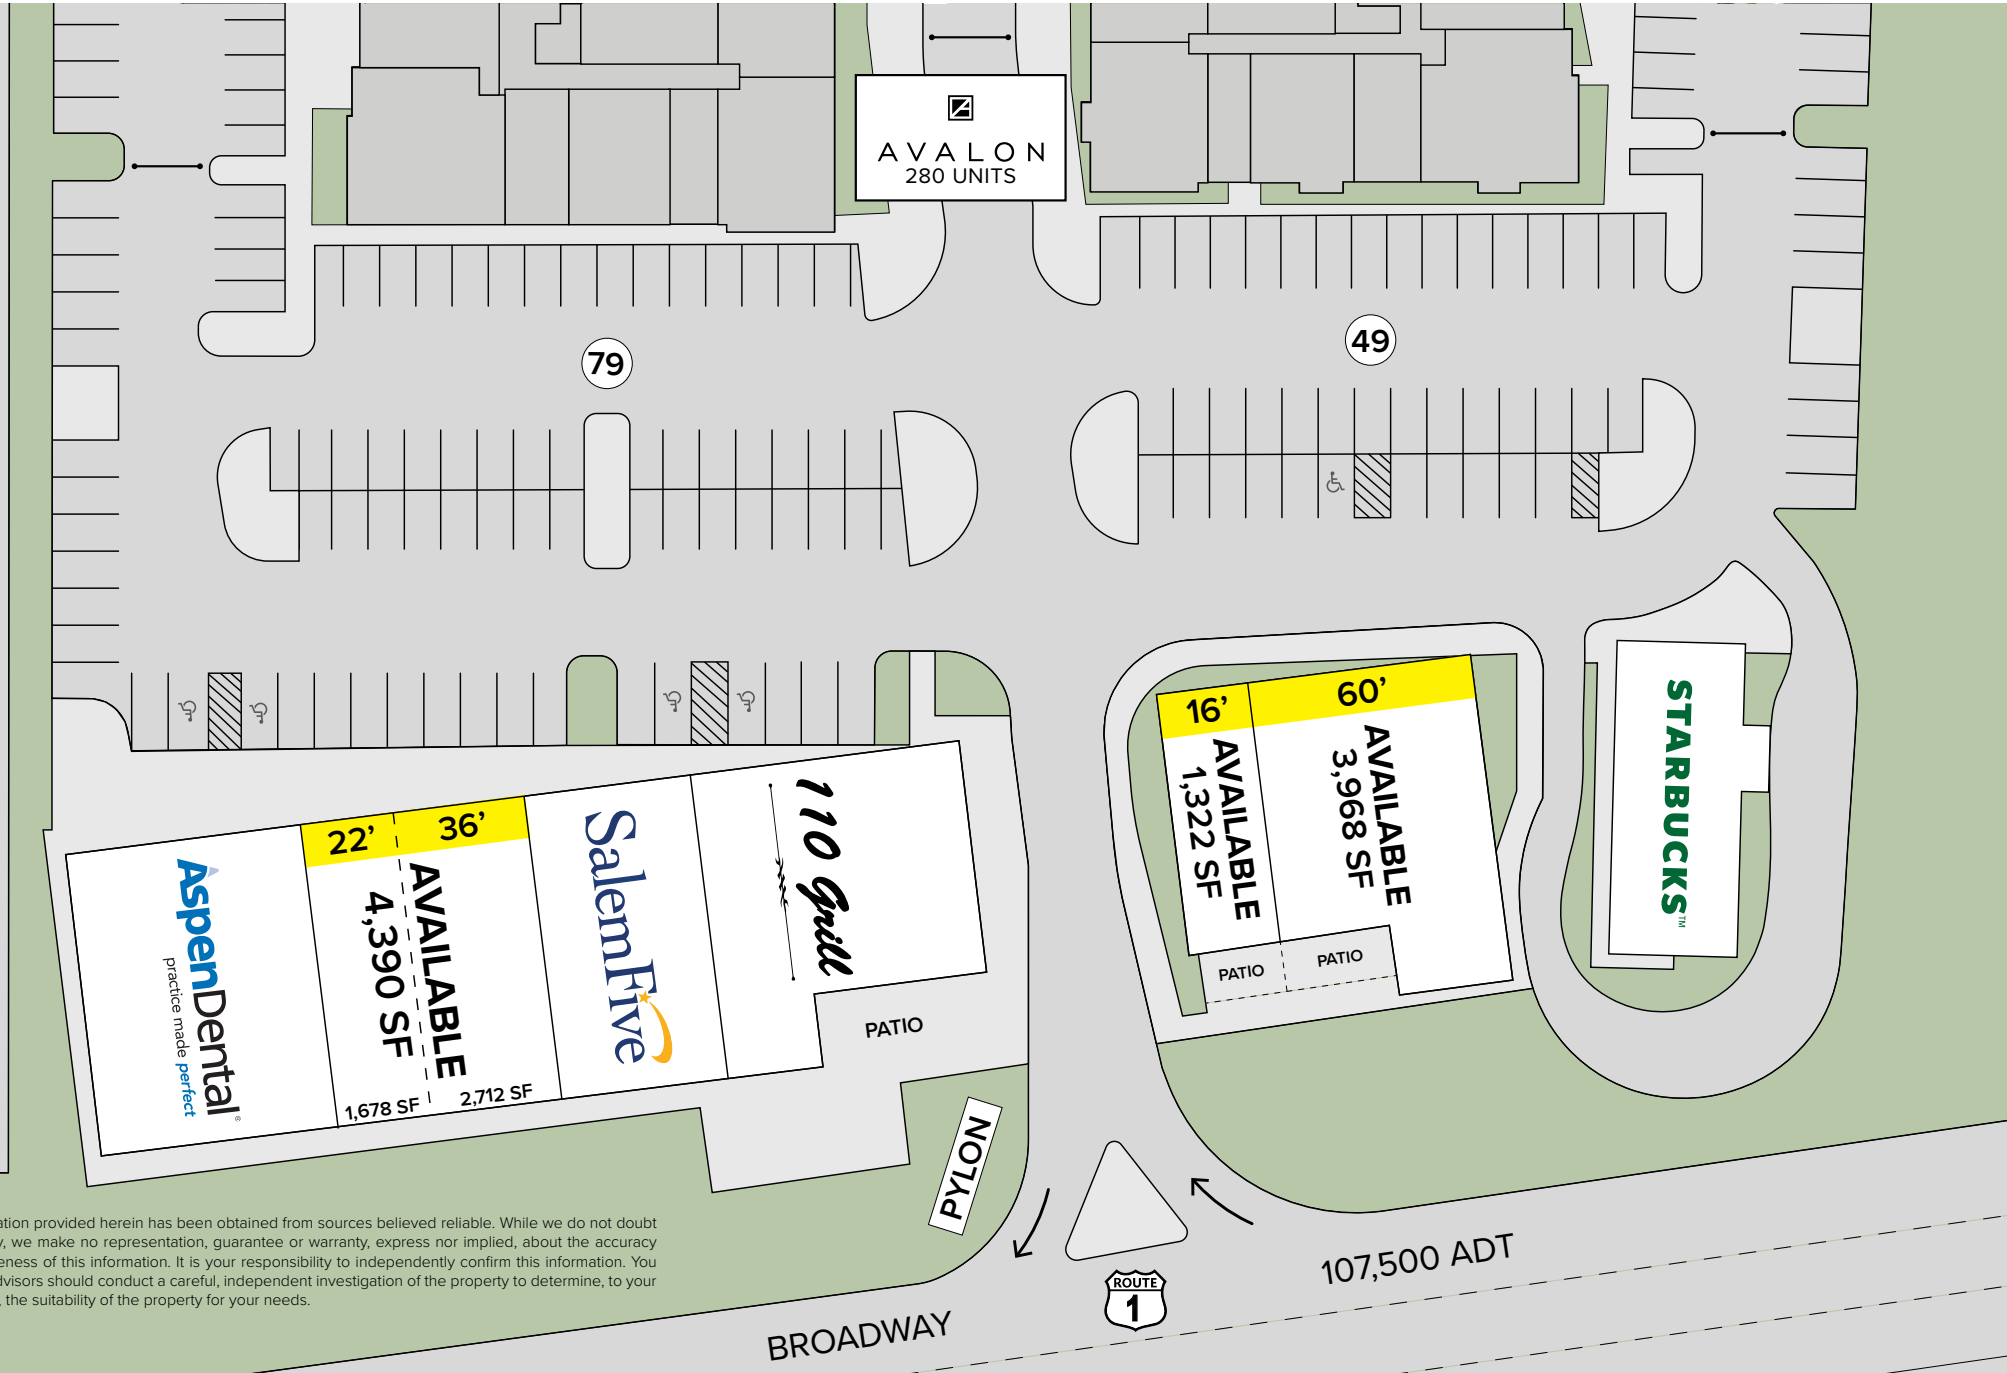 AVALON
280 UNITS
79
49
16’
60’
AVAILABLE
1,322 SF
AVAILABLE
3,968 SF
PATIO
PATIO
STARBUCKS™
22’
36’
AVAILABLE
4,390 SF
1,678 SF
2,712 SF
AspenDental®
practice made perfect
SalemFive
110 Grill
PATIO
PYLON
ation provided herein has been obtained from sources believed reliable. While we do not doubt
y, we make no representation, guarantee or warranty, express nor implied, about the accuracy
eness of this information. It is your responsibility to independently confirm this information. You
dvisors should conduct a careful, independent investigation of the property to determine, to your
, the suitability of the property for your needs.
107,500 ADT
ROUTE
1
BROADWAY